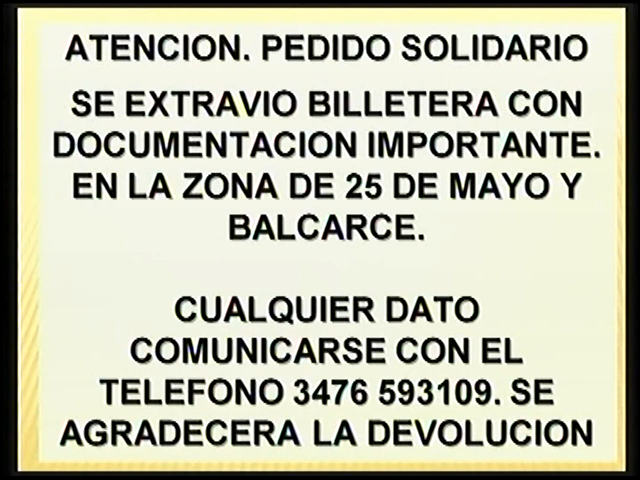 ATENCION. PEDIDO SOLIDARIO
SE EXTRAVIO BILLETERA CON
DOCUMENTACION IMPORTANTE.
EN LA ZONA DE 25 DE MAYO Y
BALCARCE.
CUALQUIER DATO
COMUNICARSE CON EL
TELEFONO 3476 593109. SE
AGRADECERA LA DEVOLUCION